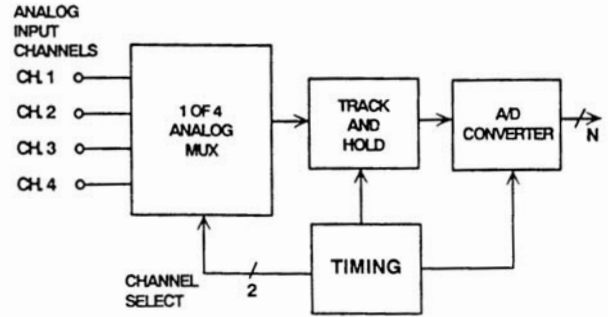 ANALOG
INPUT
CHANNELS
CH. 1
CH. 2
CH. 3
CH. 4
1 OF 4
ANALOG
MUX
TRACK
AND
HOLD
A/D
CONVERTER
N
TIMING
CHANNEL
SELECT
2